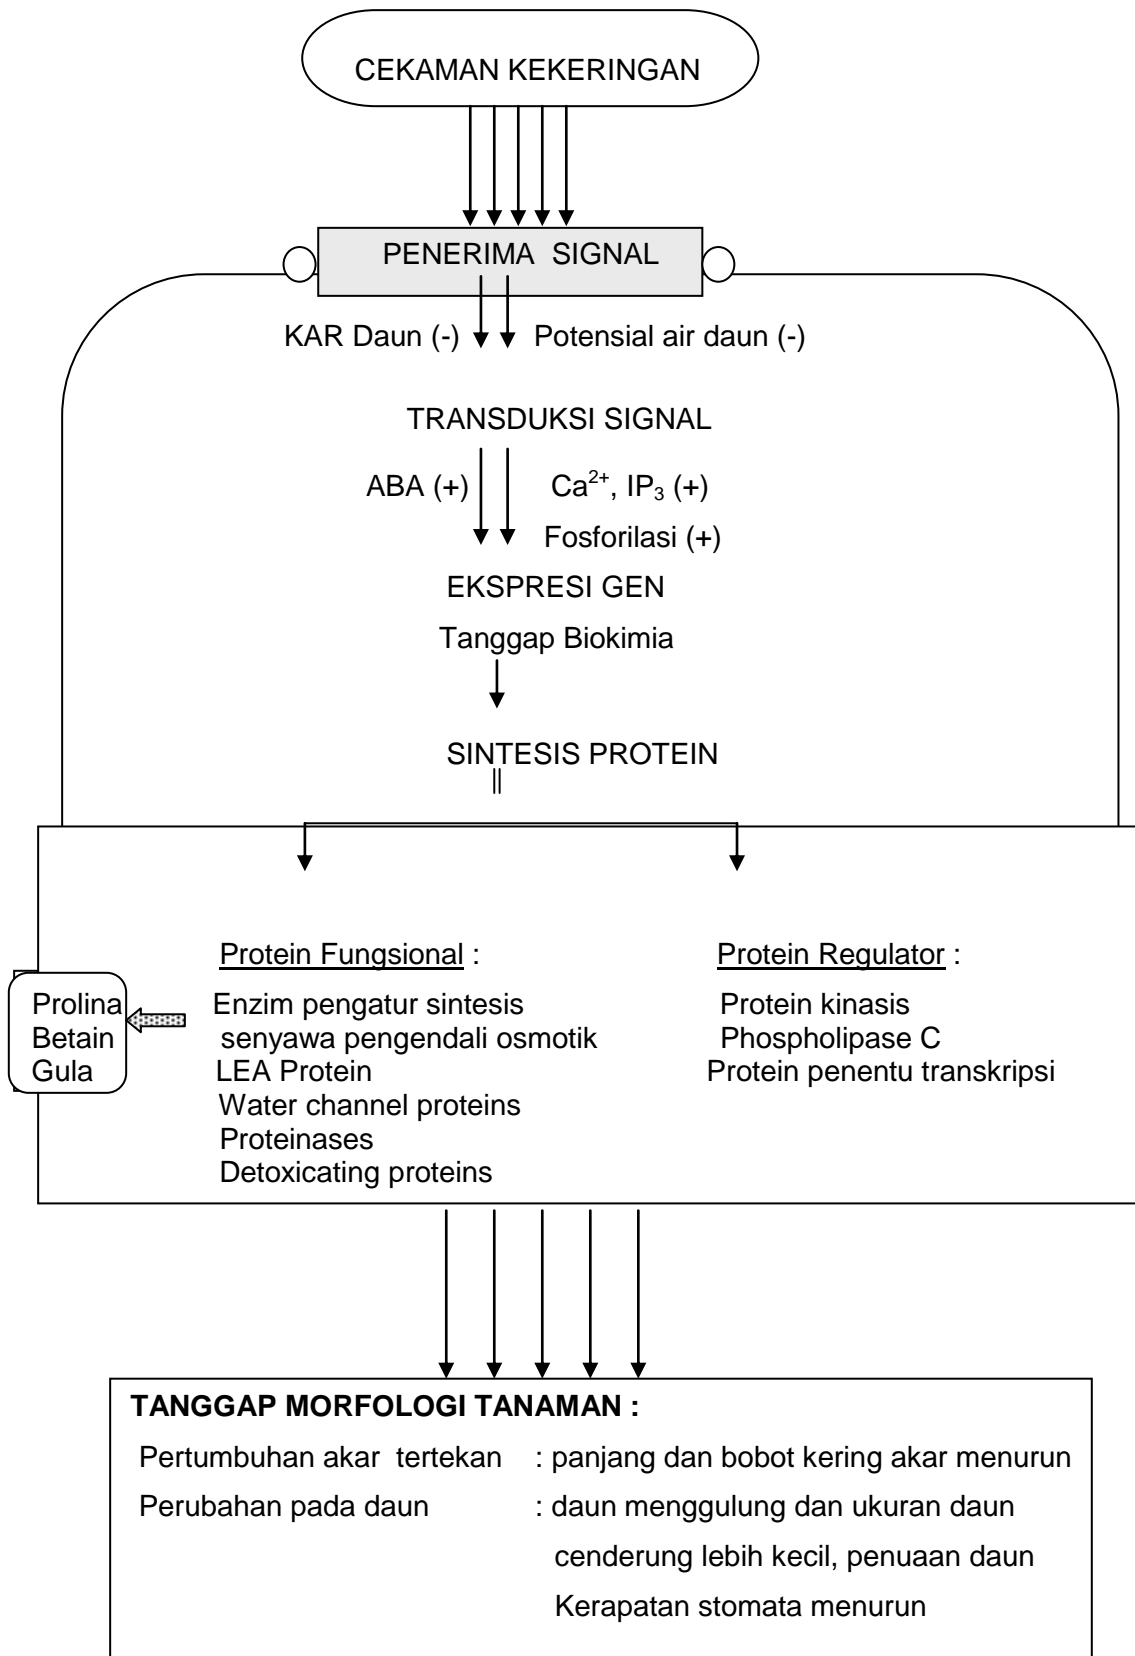 CEKAMAN KEKERINGAN
PENERIMA SIGNAL
KAR Daun (-) Potensial air daun (-)
TRANSDUKSI SIGNAL
ABA (+) Ca²⁺, IP₃ (+)
Fosforilasi (+)
EKSPRESI GEN
Tanggap Biokimia
SINTESIS PROTEIN
Protein Fungsional :
Enzim pengatur sintesis
senyawa pengendali osmotik
LEA Protein
Water channel proteins
Proteinases
Detoxicating proteins
Prolina
Betain
Gula
Protein Regulator :
Protein kinasis
Phospholipase C
Protein penentu transkripsi
TANGGAP MORFOLOGI TANAMAN :
Pertumbuhan akar tertekan : panjang dan bobot kering akar menurun
Perubahan pada daun : daun menggulung dan ukuran daun
cenderung lebih kecil, penuaan daun
Kerapatan stomata menurun